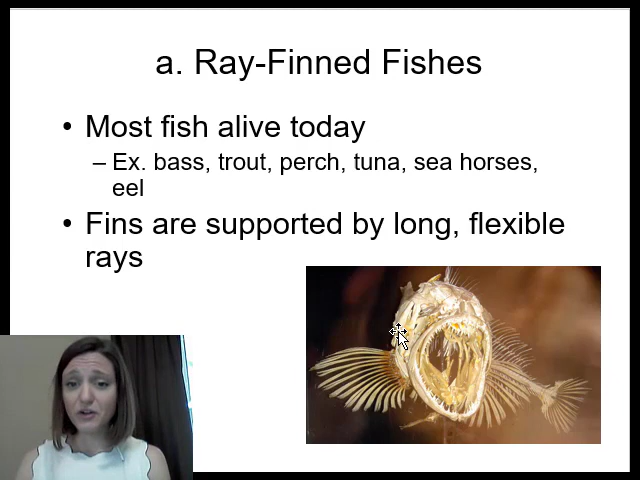 a. Ray-Finned Fishes
• Most fish alive today
– Ex. bass, trout, perch, tuna, sea horses,
eel
• Fins are supported by long, flexible
rays